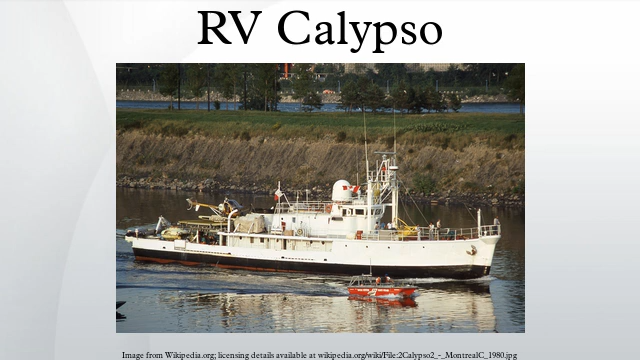 RV Calypso
Image from Wikipedia.org; licensing details available at wikipedia.org/wiki/File:2Calypso2_-_MontrealC_1980.jpg